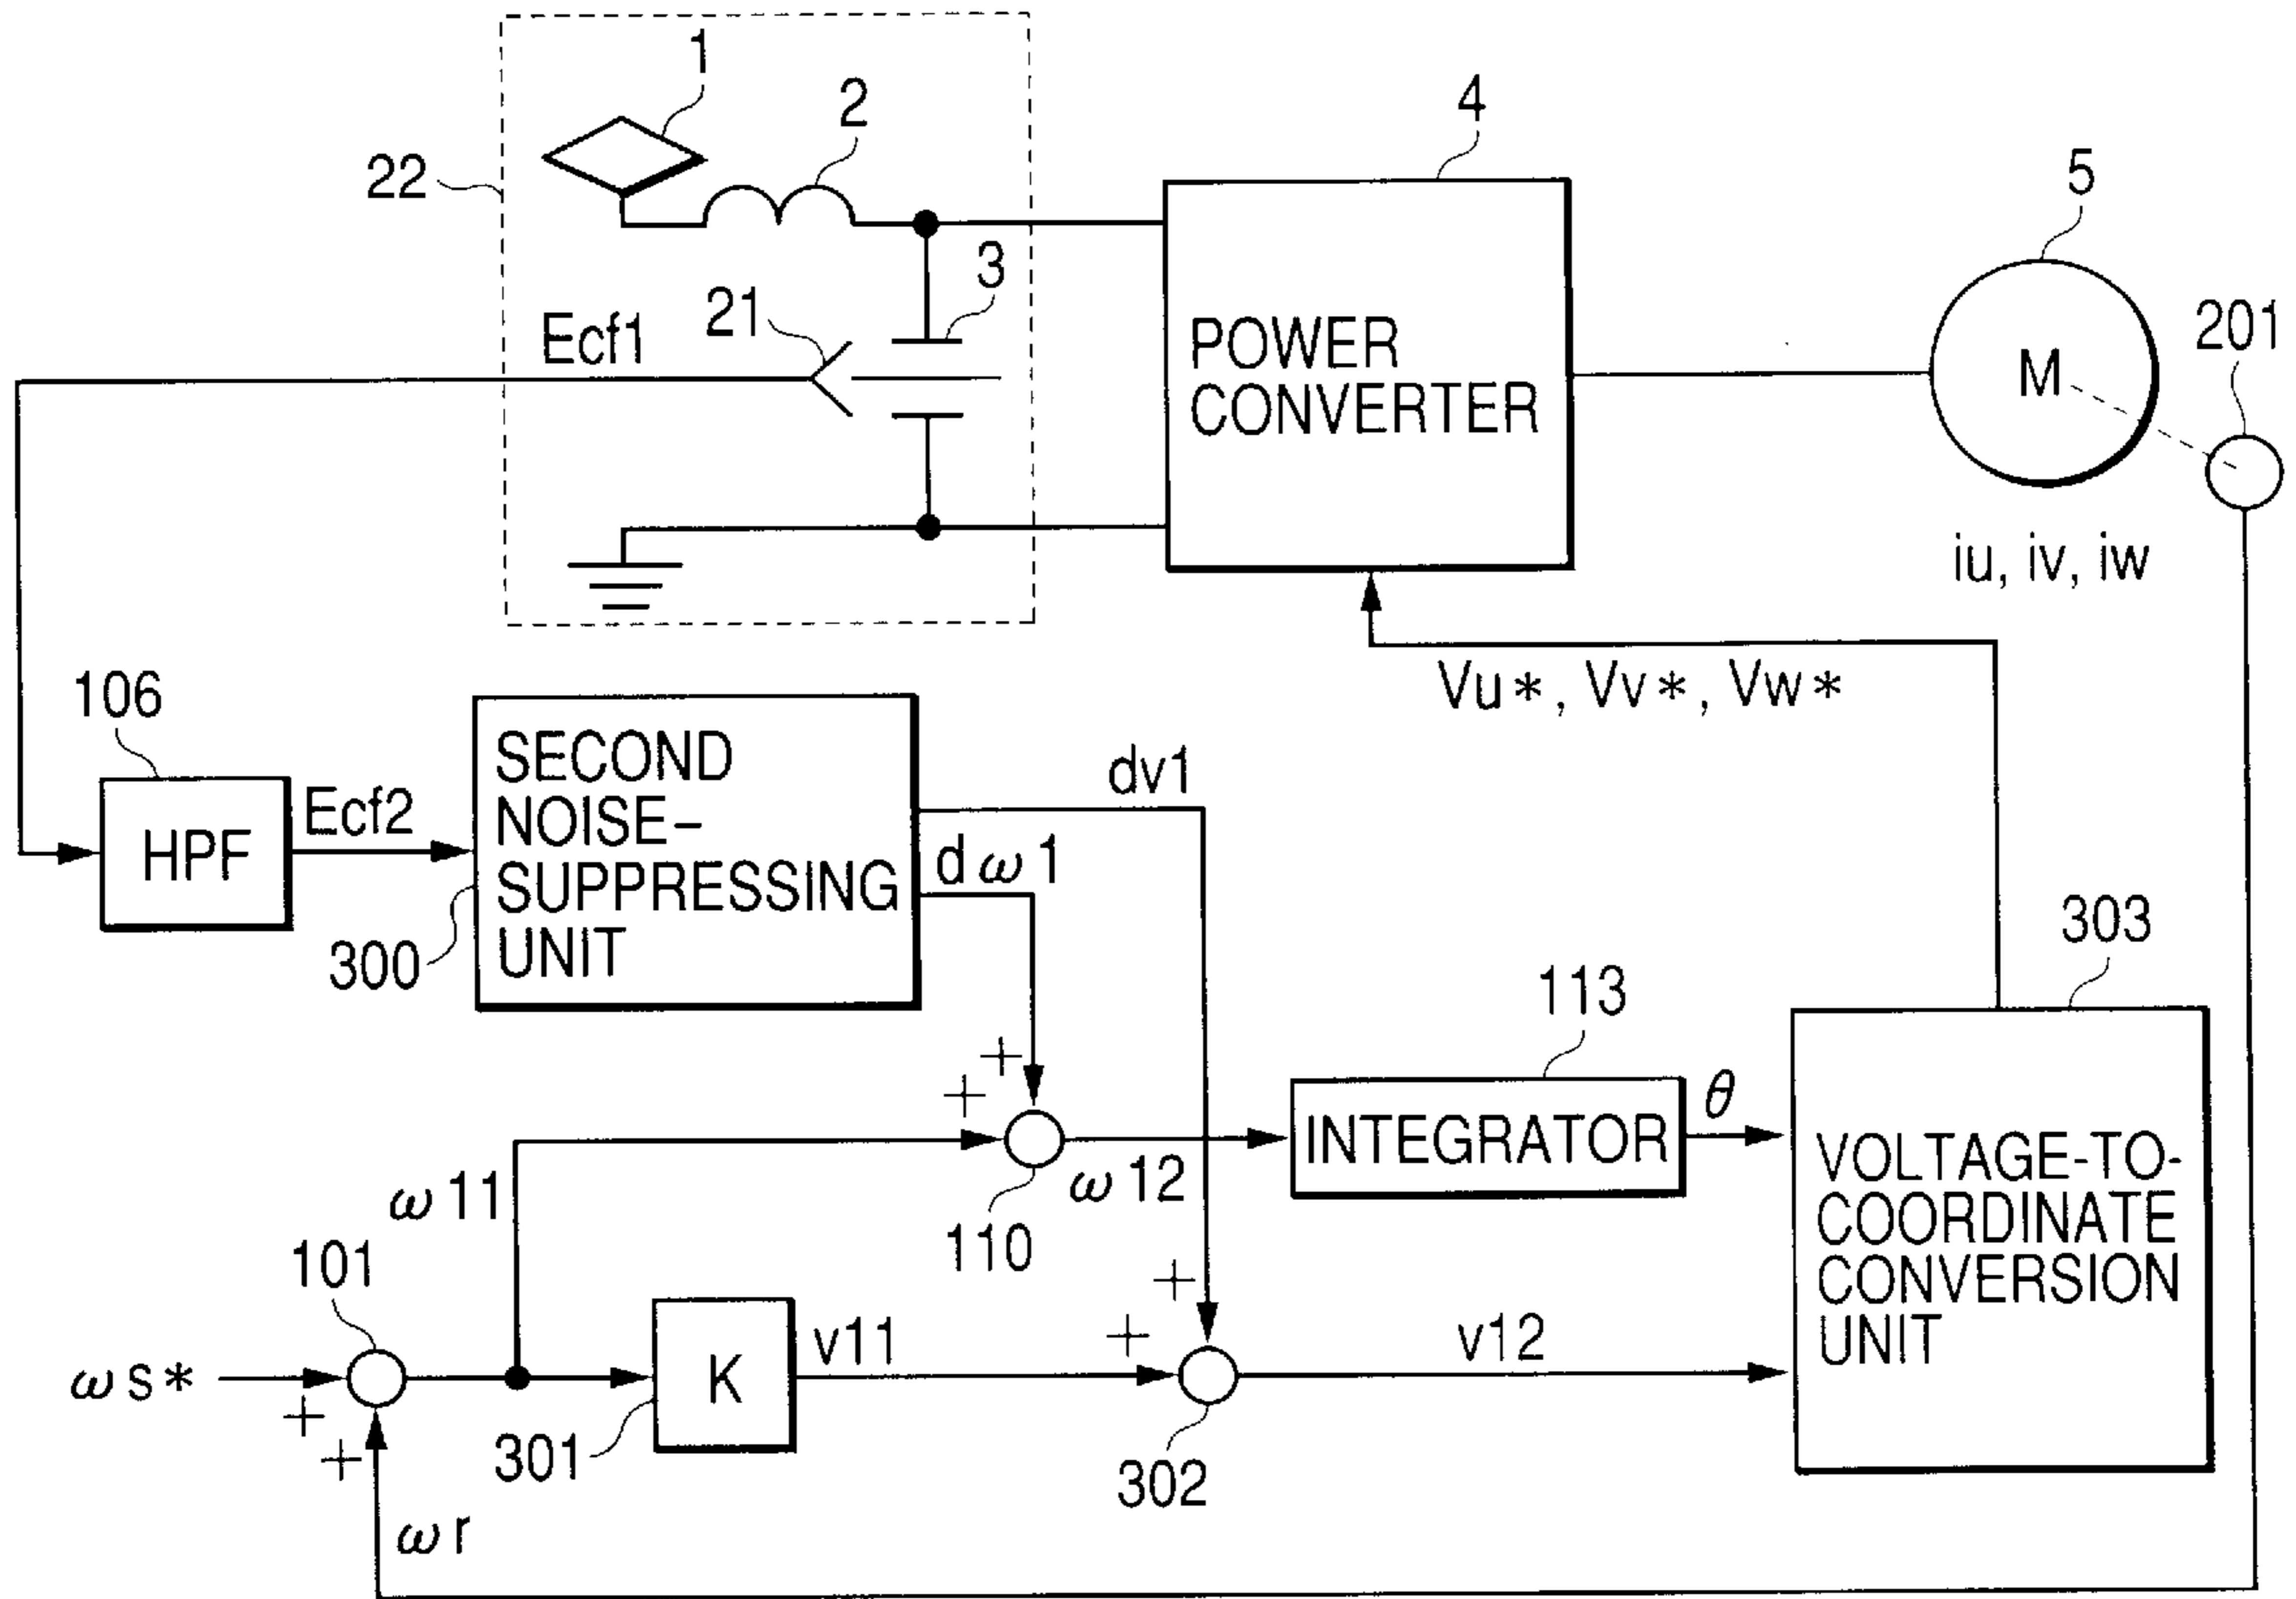 1
2
22
4
5
3
21
Ecf1
201
POWER
CONVERTER
M
iu, iv, iw
106
Vu*, Vv*, Vw*
SECOND
NOISE-
SUPPRESSING
UNIT
dv1
Ecf2
HPF
dω1
300
303
113
+
+
INTEGRATOR
θ
VOLTAGE-TO-
COORDINATE
CONVERSION
UNIT
ω11
ω12
110
101
+
+
K
v11
v12
ωs*
+
+
301
302
ωr